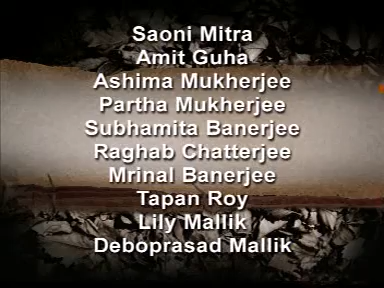 Saoni Mitra
Amit Guha
Ashima Mukherjee
Partha Mukherjee
Subhamita Banerjee
Raghab Chatterjee
Mrinal Banerjee
Tapan Roy
Lily Mallik
Deboprasad Mallik